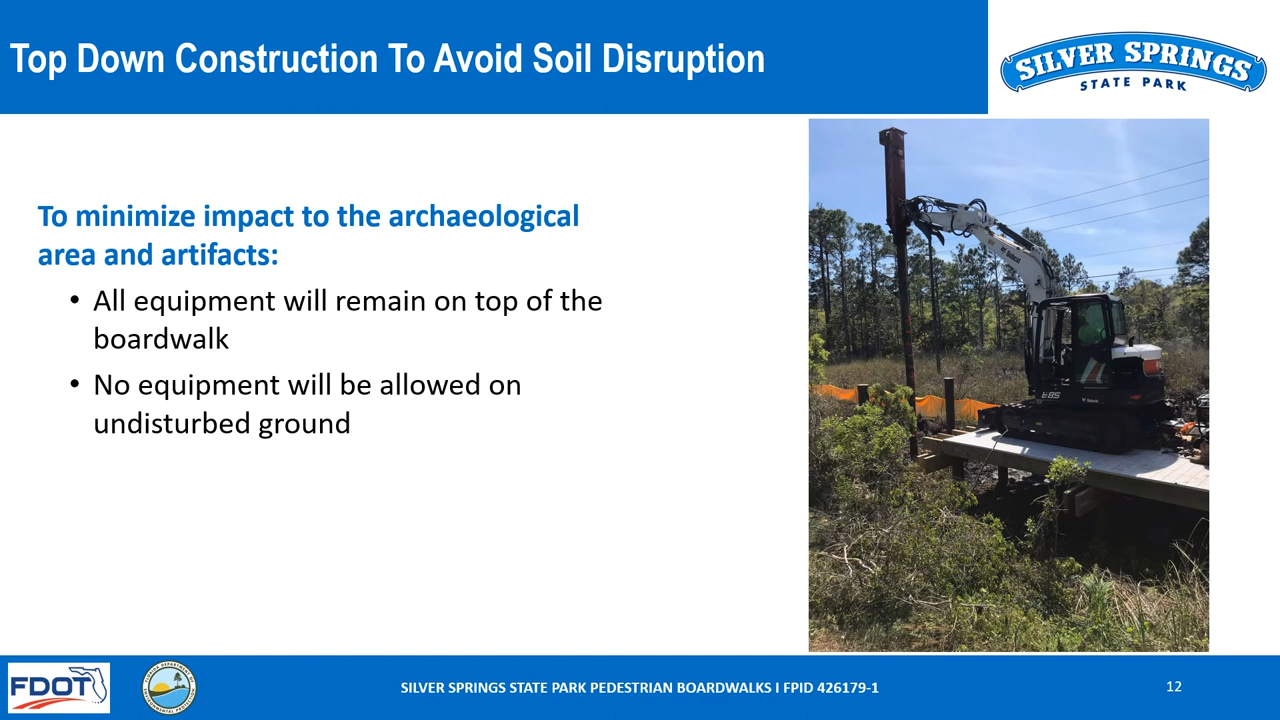 Top Down Construction To Avoid Soil Disruption
SILVER SPRINGS
STATE PARK
To minimize impact to the archaeological
area and artifacts:
• All equipment will remain on top of the
boardwalk
• No equipment will be allowed on
undisturbed ground
Bobcat
E85
FDOT
SILVER SPRINGS STATE PARK PEDESTRIAN BOARDWALKS I FPID 426179-1
12